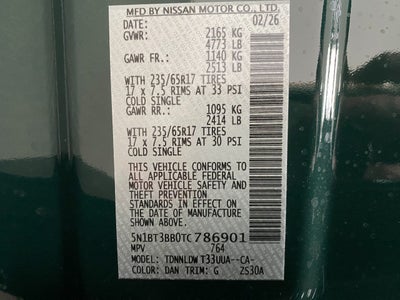 MFD BY NISSAN MOTOR CO., LTD.
DATE: 02/26
GVWR: 2165 KG
4773 LB
GAWR FR.: 1140 KG
2513 LB
WITH 235/65R17 TIRES
17 x 7.5 RIMS AT 33 PSI
COLD SINGLE
GAWR RR.: 1095 KG
2414 LB
WITH 235/65R17 TIRES
17 x 7.5 RIMS AT 30 PSI
COLD SINGLE
THIS VEHICLE CONFORMS TO
ALL APPLICABLE FEDERAL
MOTOR VEHICLE SAFETY AND
THEFT PREVENTION
STANDARDS IN EFFECT ON
THE DATE OF MANUFACTURE
SHOWN ABOVE.
5N1BT3BB0TC786901
MPV 764
MODEL: TDNNLDW T33UUA--CA-
COLOR: DAN TRIM: G ZS30A